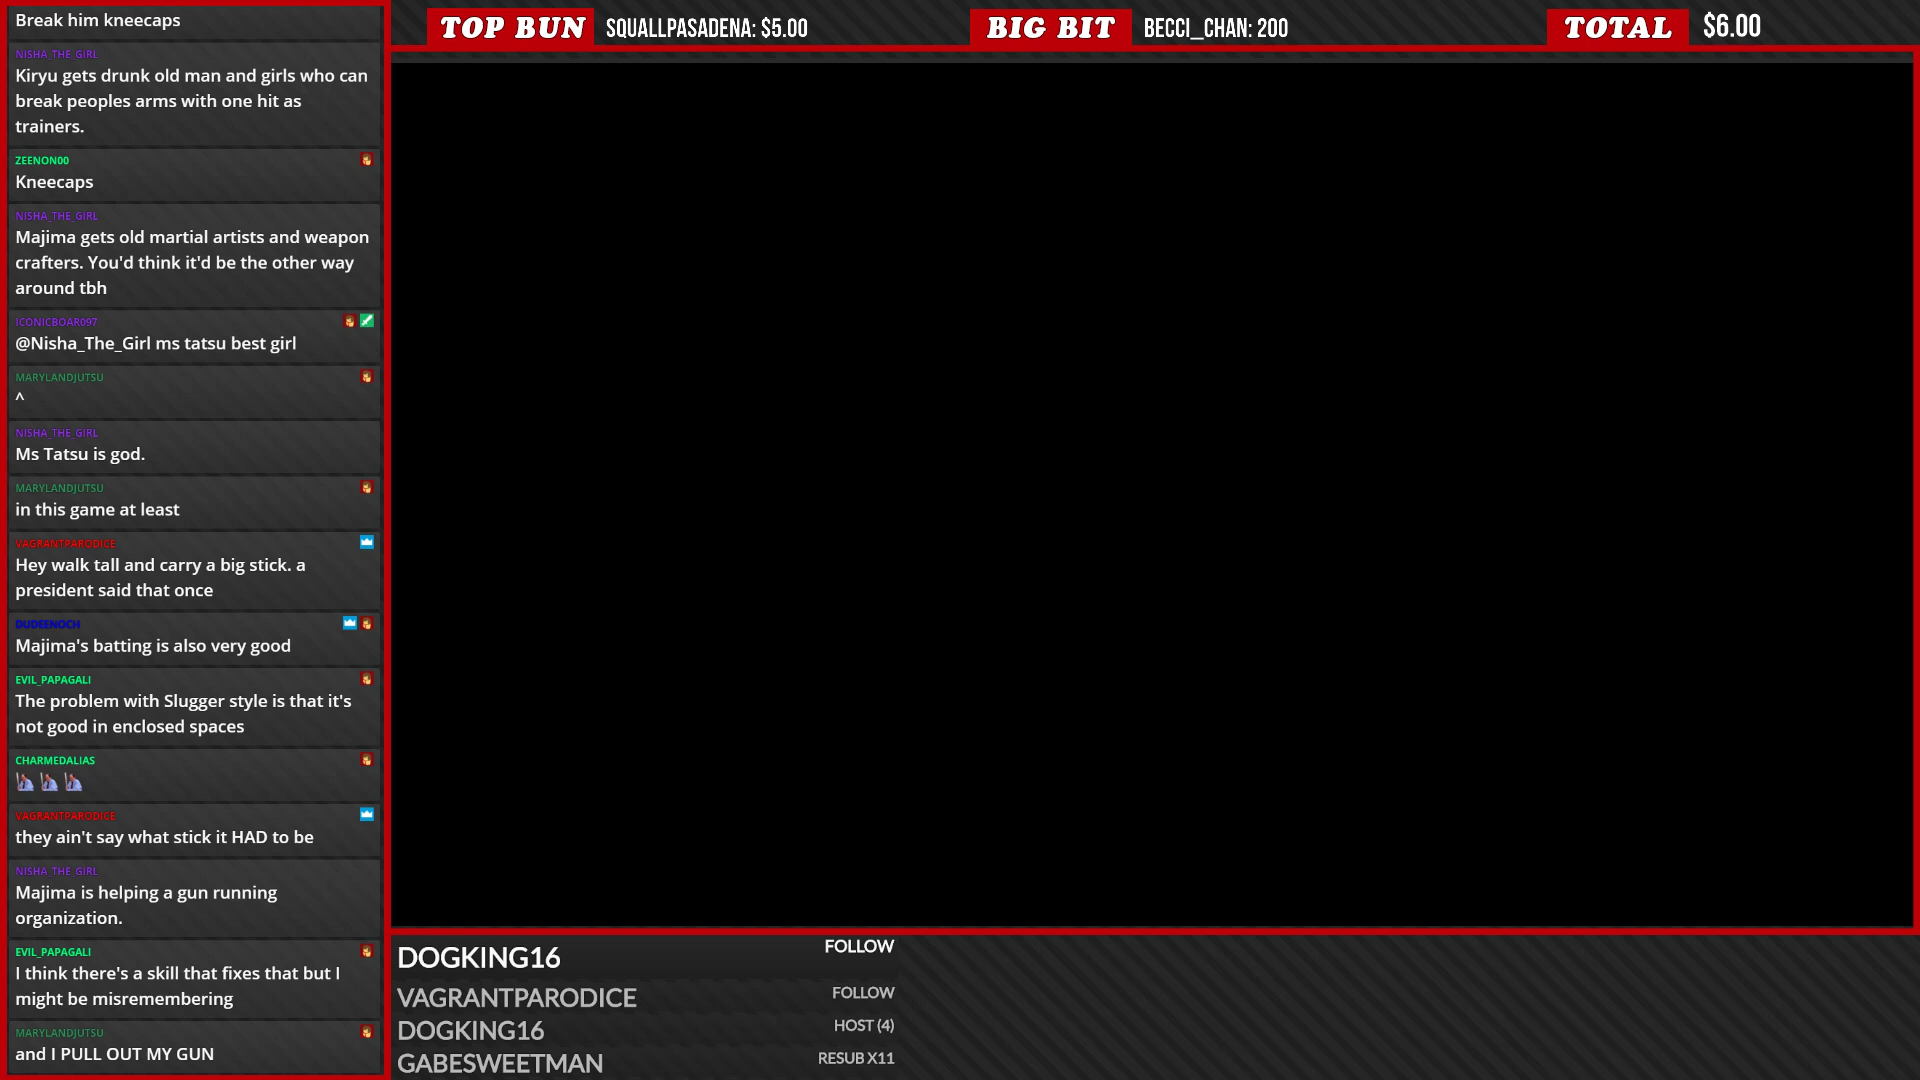 Break him kneecaps
NISHA_THE_GIRL
Kiryu gets drunk old man and girls who can
break peoples arms with one hit as
trainers.
ZEENON00
Kneecaps
NISHA_THE_GIRL
Majima gets old martial artists and weapon
crafters. You'd think it'd be the other way
around tbh
ICONICBOAR097
@Nisha_The_Girl ms tatsu best girl
MARYLANDJUTSU
^
NISHA_THE_GIRL
Ms Tatsu is god.
MARYLANDJUTSU
in this game at least
VAGRANTPARODICE
Hey walk tall and carry a big stick. a
president said that once
DUDEENOCH
Majima's batting is also very good
EVIL_PAPAGALI
The problem with Slugger style is that it's
not good in enclosed spaces
CHARMEDALIAS
VAGRANTPARODICE
they ain't say what stick it HAD to be
NISHA_THE_GIRL
Majima is helping a gun running
organization.
EVIL_PAPAGALI
I think there's a skill that fixes that but I
might be misremembering
MARYLANDJUTSU
and I PULL OUT MY GUN
TOP BUN SQUALLPASADENA: $5.00
BIG BIT BECCI_CHAN: 200
TOTAL $6.00
DOGKING16 FOLLOW
VAGRANTPARODICE FOLLOW
DOGKING16 HOST (4)
GABESWEETMAN RESUB X11